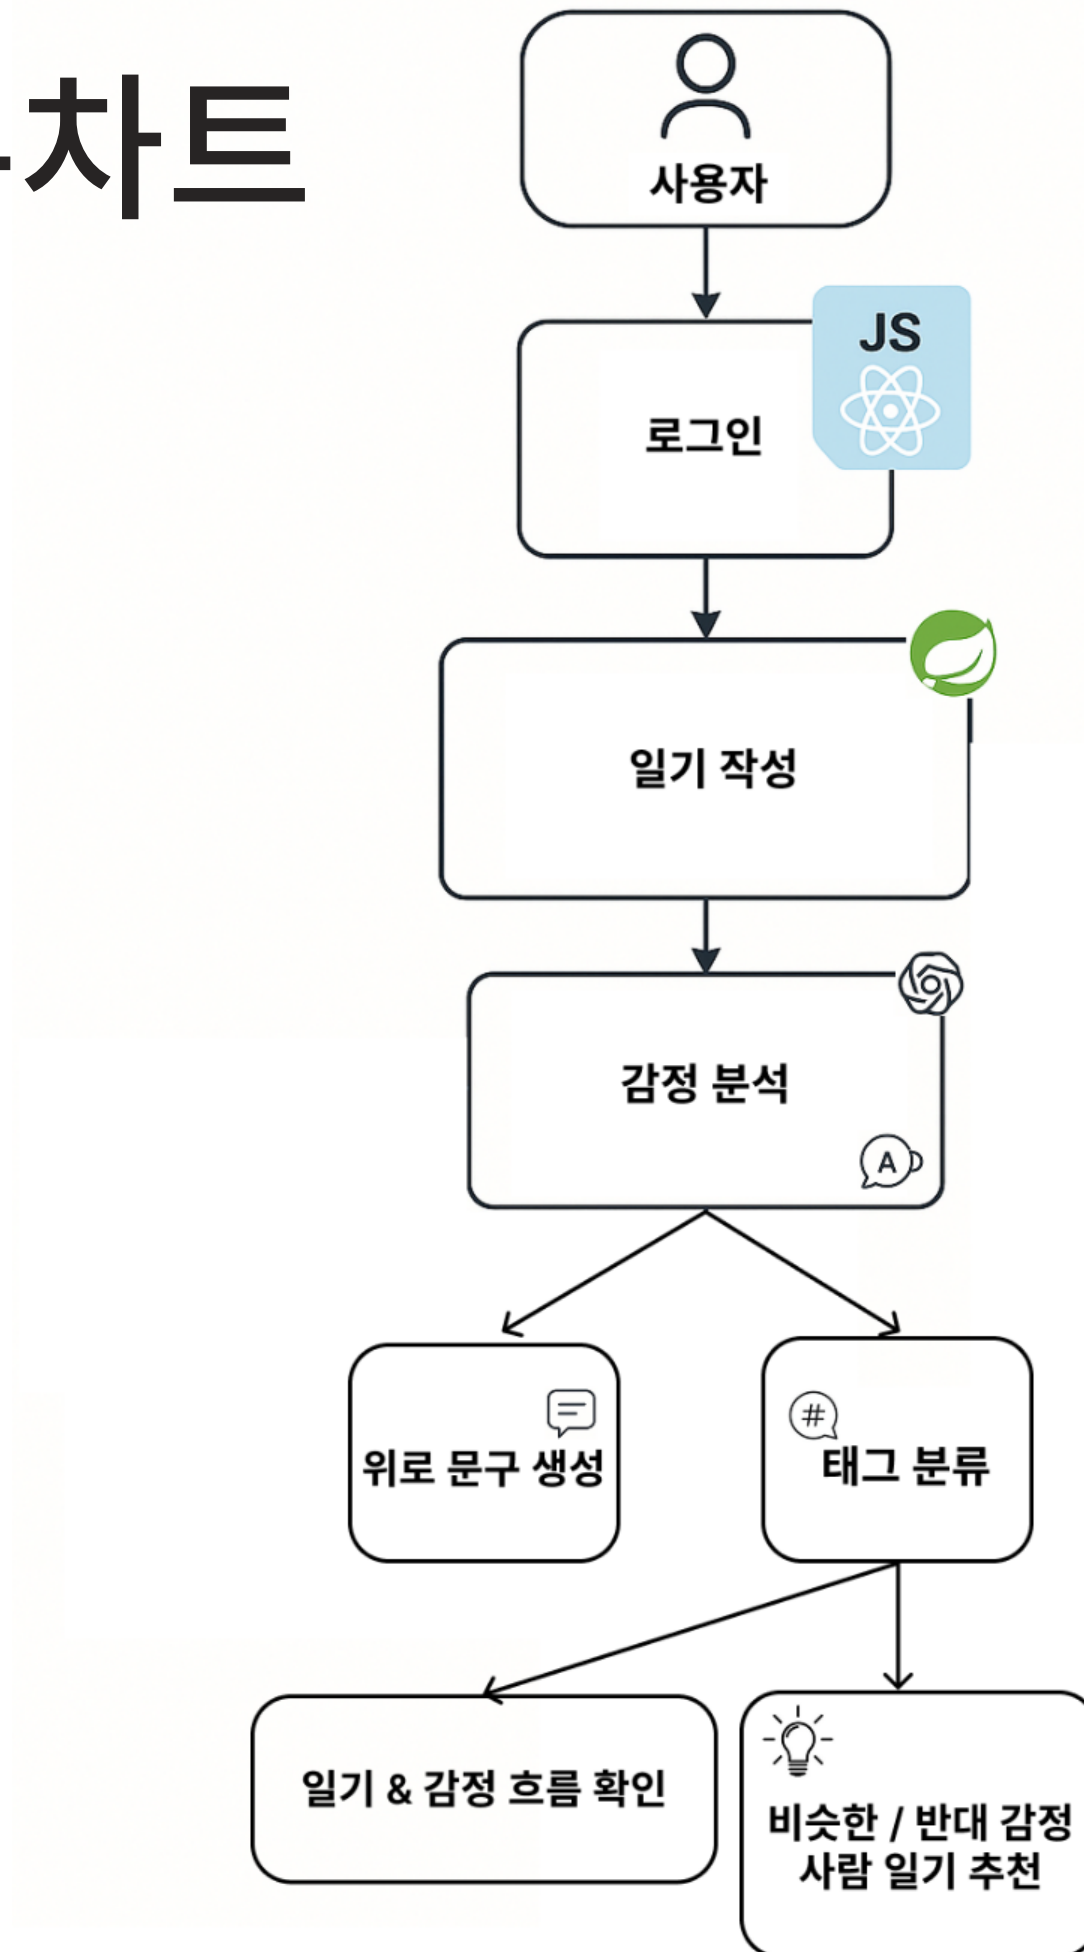 차트
사용자
JS
로그인
일기 작성
감정 분석
A
위로 문구 생성
#
태그 분류
일기 & 감정 흐름 확인
비슷한 / 반대 감정
사람 일기 추천